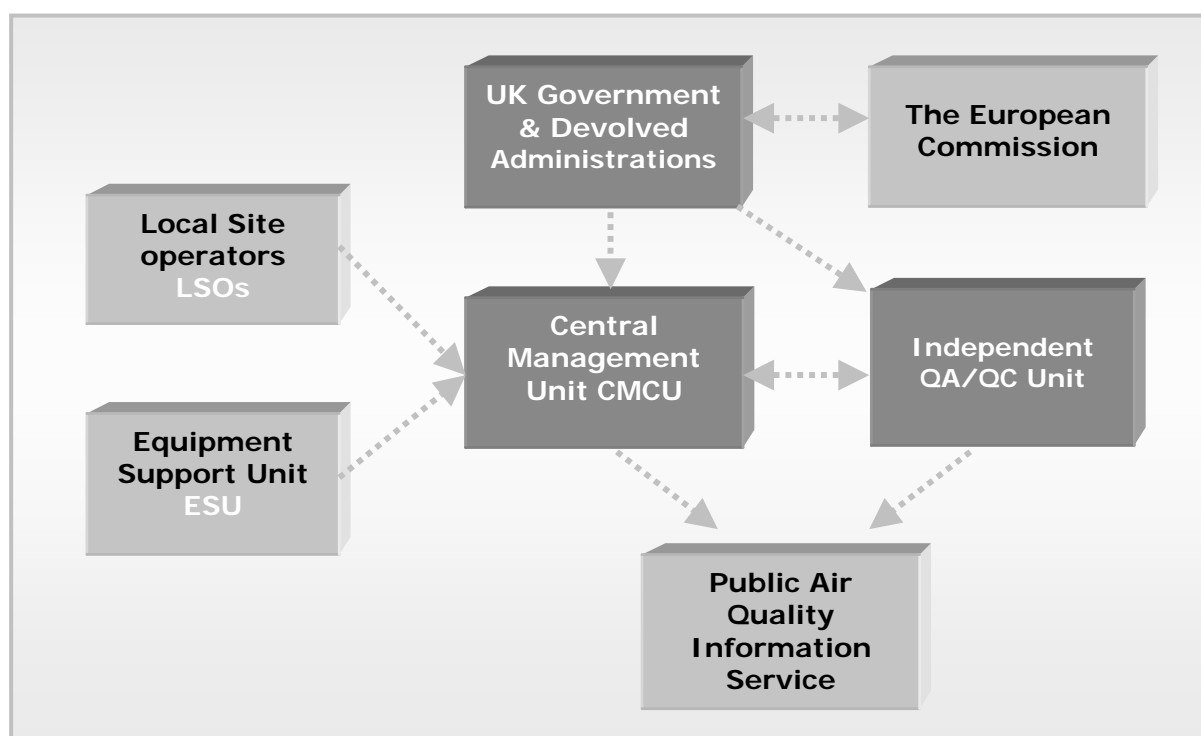 UK Government
& Devolved
Administrations
The European
Commission
Local Site
operators
LSOs
Central
Management
Unit CMCU
Independent
QA/QC Unit
Equipment
Support Unit
ESU
Public Air
Quality
Information
Service